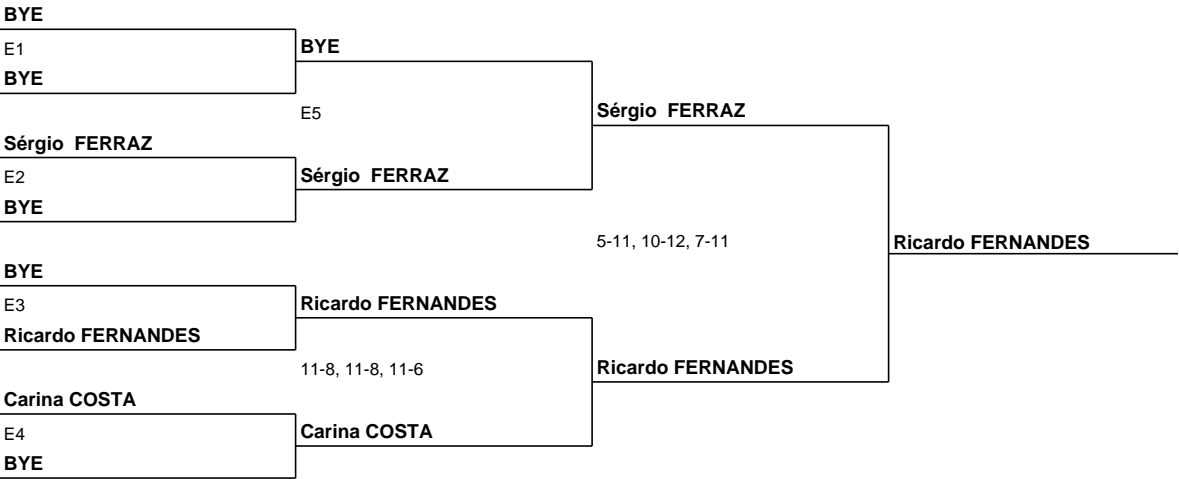 BYE
E1
BYE
BYE
E5
Sérgio  FERRAZ
Sérgio  FERRAZ
E2
Sérgio  FERRAZ
BYE
5-11, 10-12, 7-11
Ricardo FERNANDES
BYE
E3
Ricardo FERNANDES
Ricardo FERNANDES
11-8, 11-8, 11-6
Ricardo FERNANDES
Carina COSTA
E4
Carina COSTA
BYE